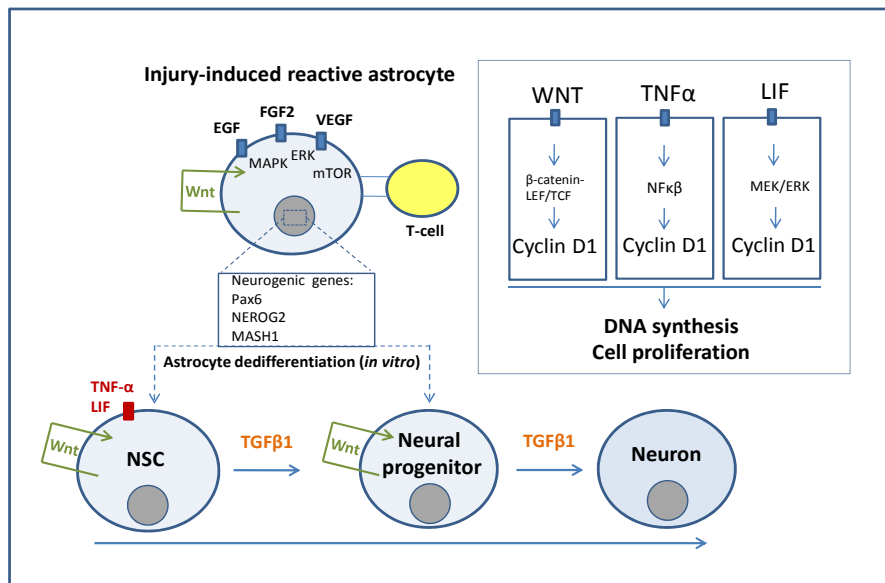 Injury-induced reactive astrocyte
FGF2
EGF
VEGF
MAPK
ERK
mTOR
Wnt
T-cell
Neurogenic genes:
Pax6
NEROG2
MASH1
Astrocyte dedifferentiation (in vitro)
WNT
TNFα
LIF
β-catenin-
LEF/TCF
NFκβ
MEK/ERK
Cyclin D1
Cyclin D1
Cyclin D1
DNA synthesis
Cell proliferation
TNF-α
LIF
Wnt
NSC
TGFβ1
Wnt
Neural
progenitor
TGFβ1
Neuron